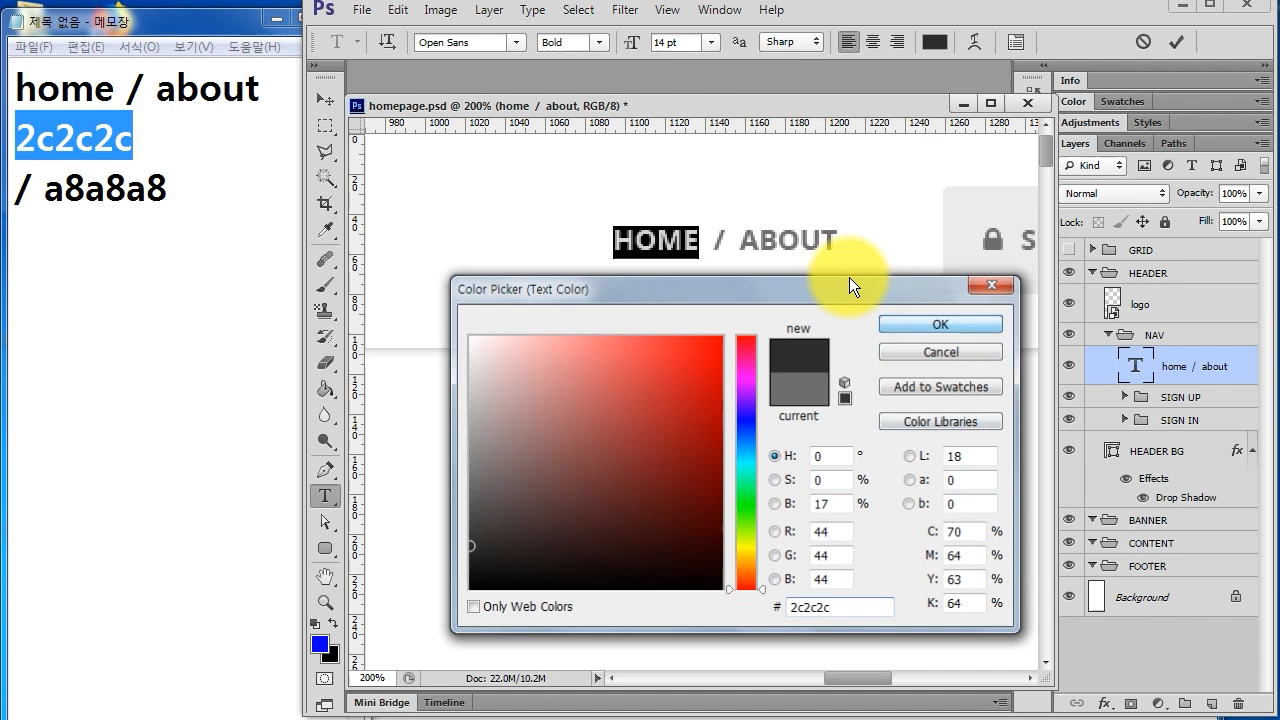 제목 없음 - 메모장
파일(F) 편집(E) 서식(O) 보기(V) 도움말(H)
home / about
2c2c2c
/ a8a8a8
Ps File Edit Image Layer Type Select Filter View Window Help
T Open Sans Bold 14 pt Sharp
homepage.psd @ 200% (home / about, RGB/8) *
980 1000 1020 1040 1060 1080 1100 1120 1140 1160 1180 1200 1220 1240 1260 1280
HOME / ABOUT
S
Color Picker (Text Color)
new
current
OK
Cancel
Add to Swatches
Color Libraries
H: 0 °
S: 0 %
B: 17 %
R: 44
G: 44
B: 44
# 2c2c2c
L: 18
a: 0
b: 0
C: 70 %
M: 64 %
Y: 63 %
K: 64 %
Only Web Colors
200% Doc: 22.0M/10.2M
Mini Bridge Timeline
Info
Color Swatches
Adjustments Styles
Layers Channels Paths
Kind
Normal Opacity: 100%
Lock: Fill: 100%
GRID
HEADER
logo
NAV
T home / about
SIGN UP
SIGN IN
HEADER BG fx
Effects
Drop Shadow
BANNER
CONTENT
FOOTER
Background
fx